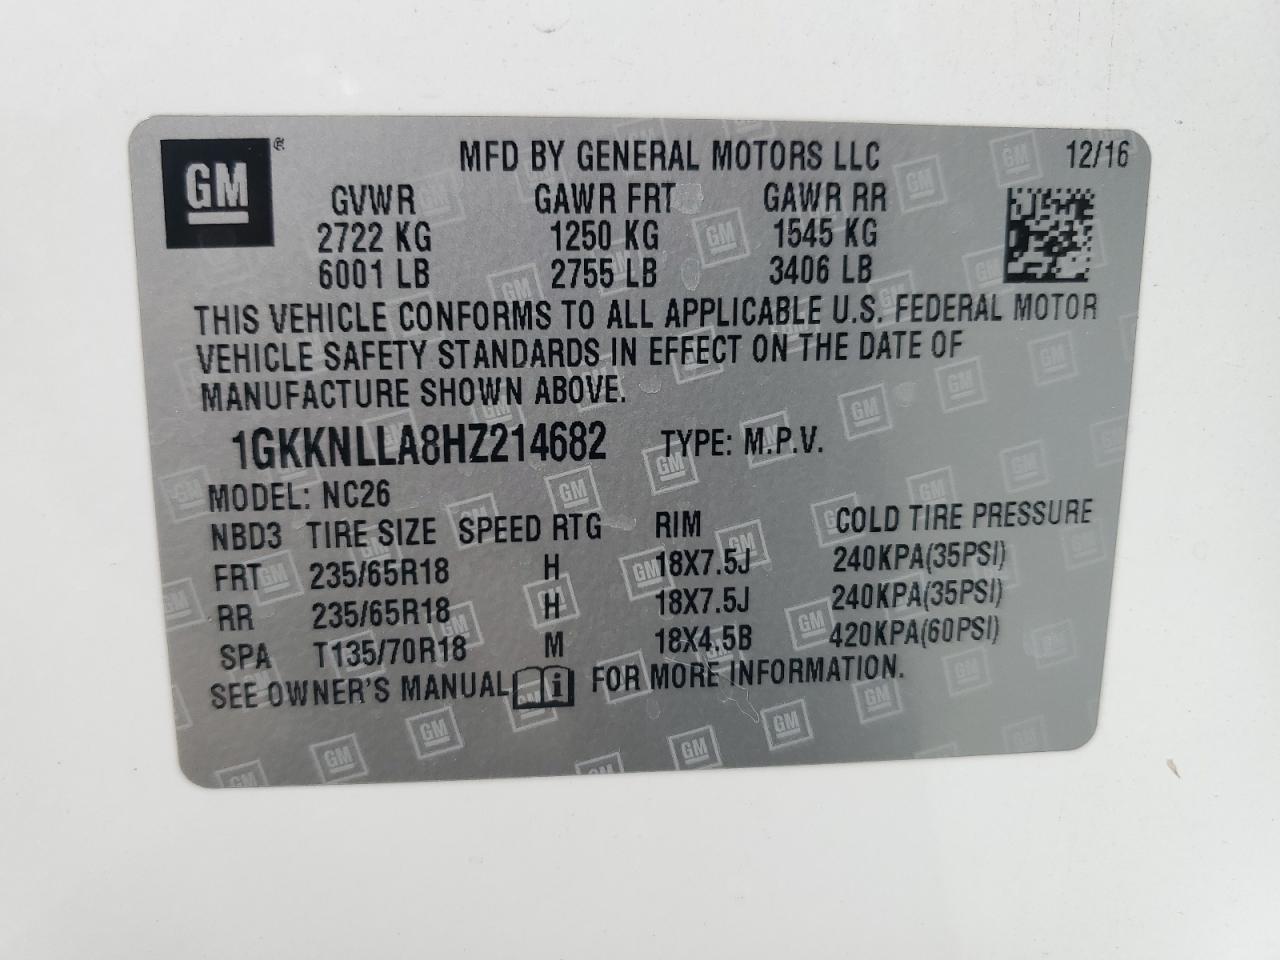 GM ® MFD BY GENERAL MOTORS LLC 12/16
GVWR GAWR FRT GAWR RR
2722 KG 1250 KG 1545 KG
6001 LB 2755 LB 3406 LB
THIS VEHICLE CONFORMS TO ALL APPLICABLE U.S. FEDERAL MOTOR
VEHICLE SAFETY STANDARDS IN EFFECT ON THE DATE OF
MANUFACTURE SHOWN ABOVE.
1GKKNLLA8HZ214682 TYPE: M.P.V.
MODEL: NC26
NBD3 TIRE SIZE SPEED RTG RIM COLD TIRE PRESSURE
FRT 235/65R18 H 18X7.5J 240KPA(35PSI)
RR 235/65R18 H 18X7.5J 240KPA(35PSI)
SPA T135/70R18 M 18X4.5B 420KPA(60PSI)
SEE OWNER'S MANUAL i FOR MORE INFORMATION.